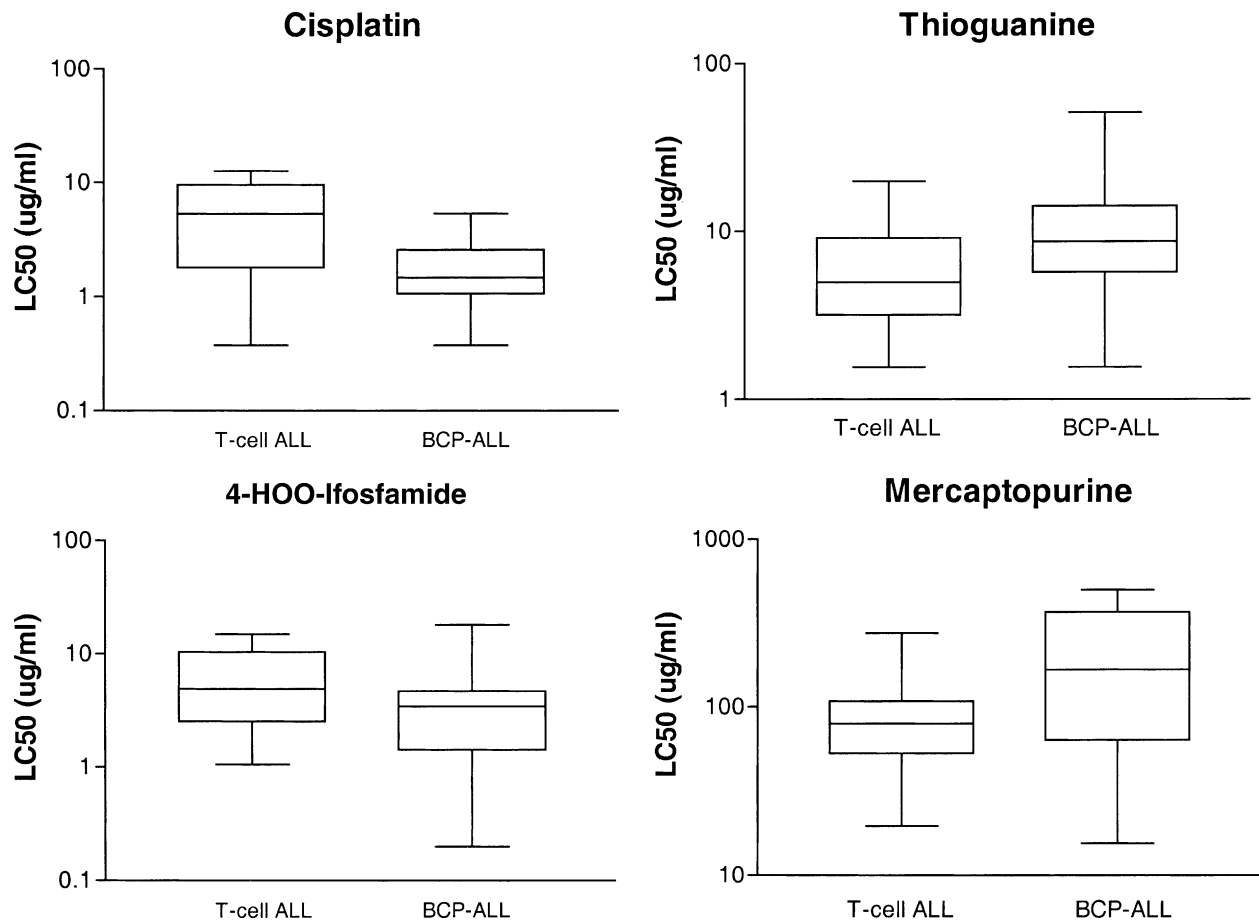 Cisplatin
100
10
1
0.1
LC50 (ug/ml)
T-cell ALL
BCP-ALL
Thioguanine
100
10
1
LC50 (ug/ml)
T-cell ALL
BCP-ALL
4-HOO-Ifosfamide
100
10
1
0.1
LC50 (ug/ml)
T-cell ALL
BCP-ALL
Mercaptopurine
1000
100
10
LC50 (ug/ml)
T-cell ALL
BCP-ALL